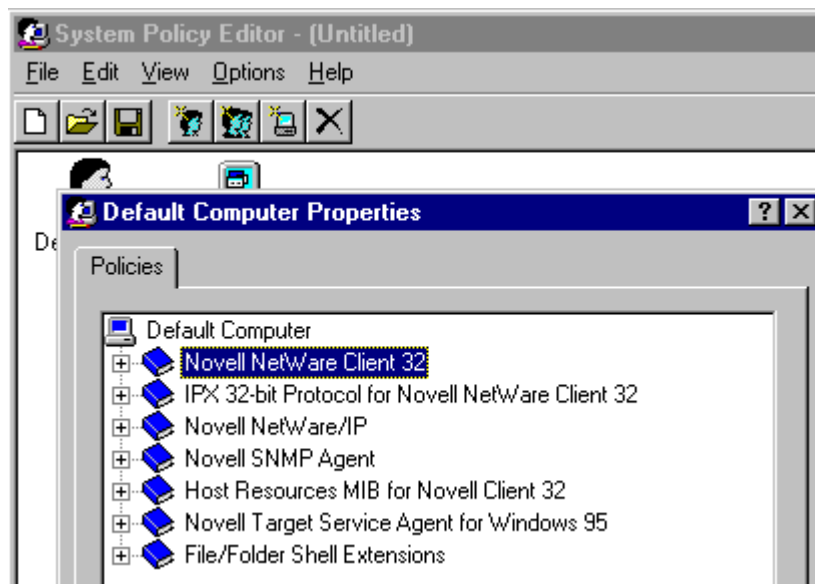 System Policy Editor - (Untitled)
File Edit View Options Help
Default Computer Properties
De
Policies
Default Computer
Novell NetWare Client 32
IPX 32-bit Protocol for Novell NetWare Client 32
Novell NetWare/IP
Novell SNMP Agent
Host Resources MIB for Novell Client 32
Novell Target Service Agent for Windows 95
File/Folder Shell Extensions